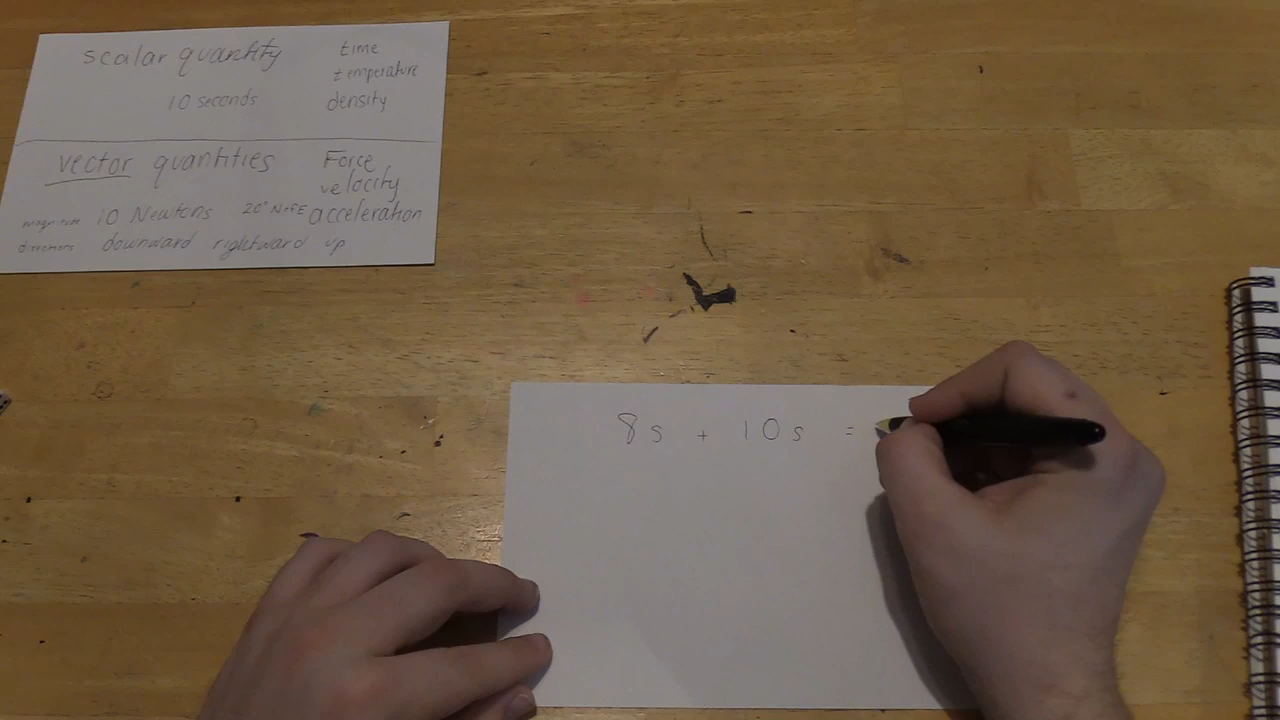 scalar quantity
time
temperature
10 seconds
density
vector quantities
Force
velocity
magnitude 10 Newtons 20° N of E acceleration
directions downward rightward up
8s + 10s =